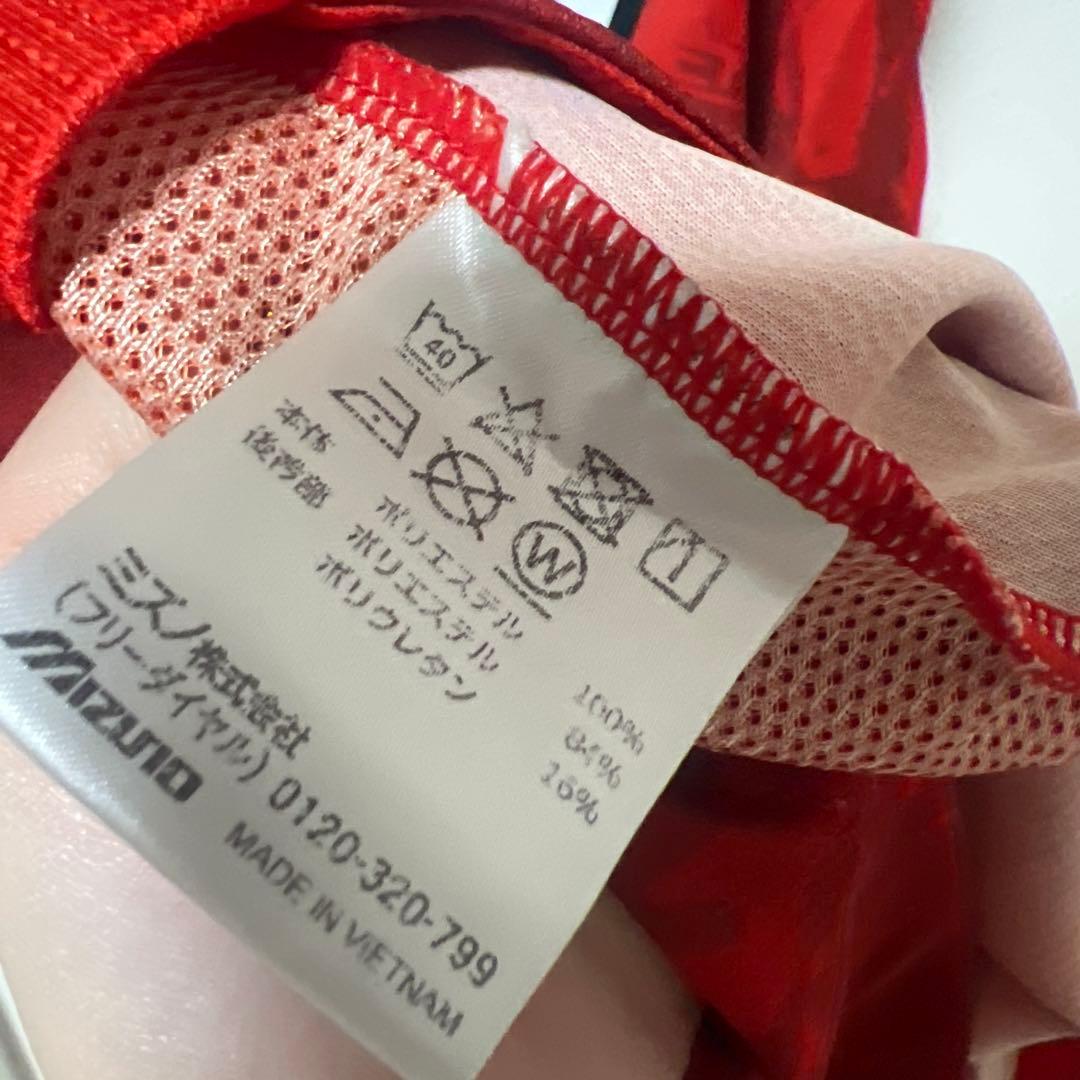 40
W
本体 ポリエステル 100%
後衿部 ポリエステル 84%
ポリウレタン 16%
ミズノ株式会社
(フリーダイヤル) 0120-320-799
MIZUNO
MADE IN VIETNAM